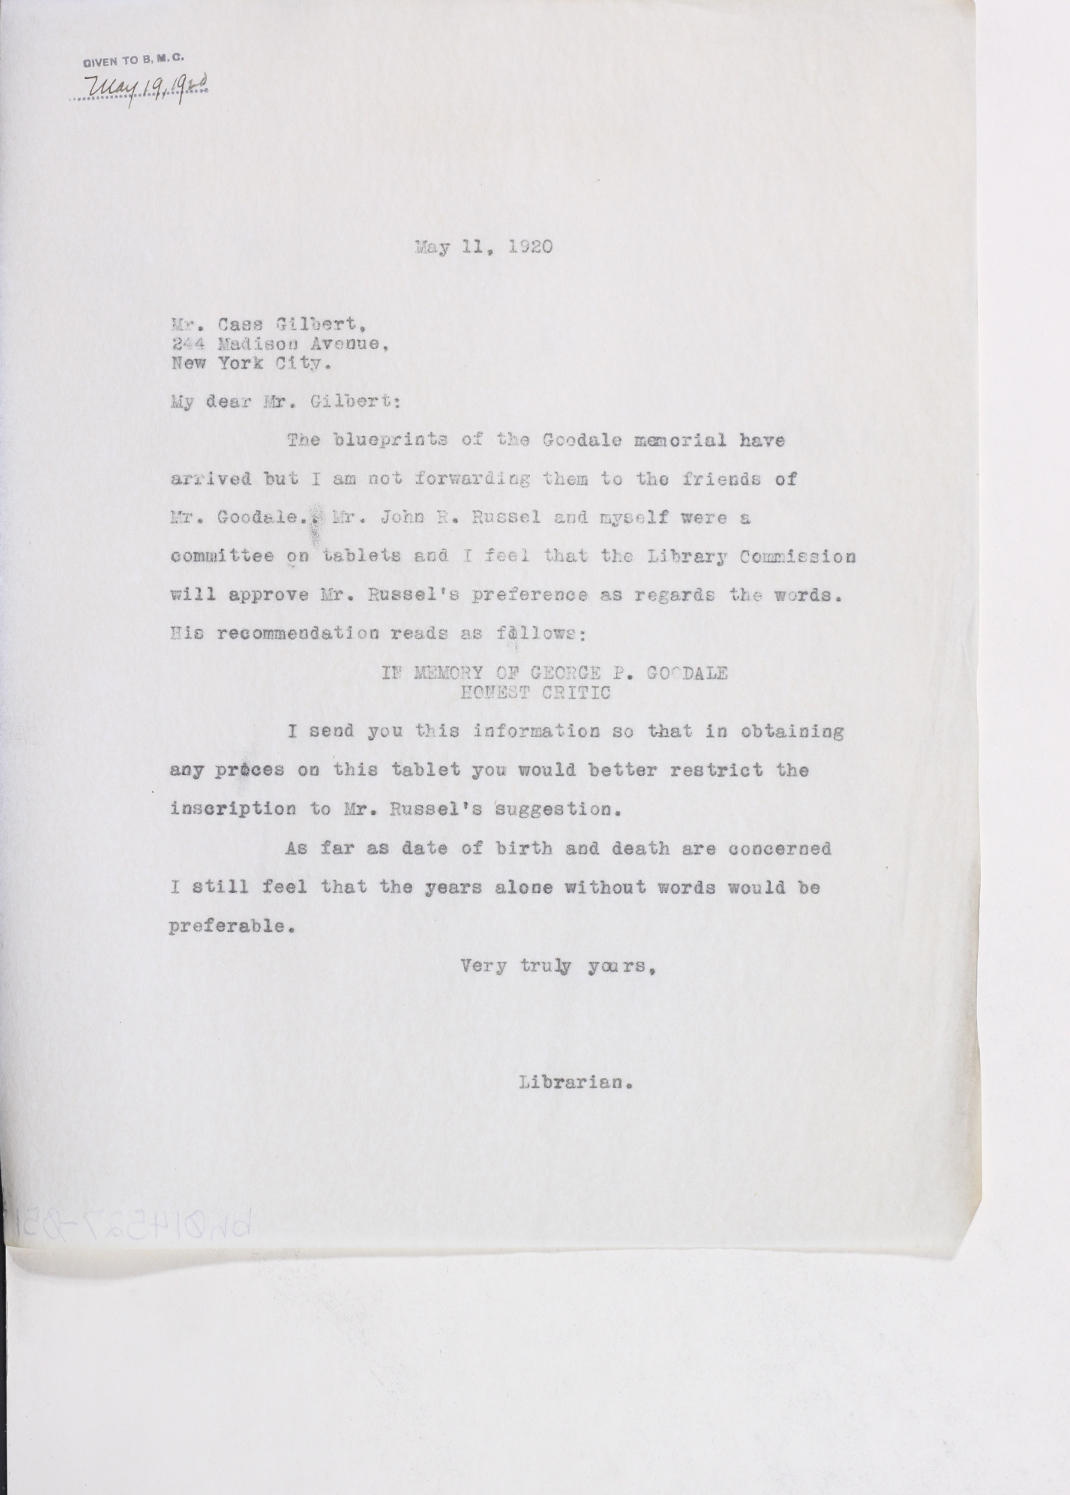 GIVEN TO B. M. C.
May 19, 1920
May 11, 1920
Mr. Cass Gilbert,
244 Madison Avenue,
New York City.
My dear Mr. Gilbert:
The blueprints of the Goodale memorial have
arrived but I am not forwarding them to the friends of
Mr. Goodale. Mr. John R. Russel and myself were a
committee on tablets and I feel that the Library Commission
will approve Mr. Russel's preference as regards the words.
His recommendation reads as follows:
IN MEMORY OF GEORGE P. GOODALE
HONEST CRITIC
I send you this information so that in obtaining
any prices on this tablet you would better restrict the
inscription to Mr. Russel's suggestion.
As far as date of birth and death are concerned
I still feel that the years alone without words would be
preferable.
Very truly yours,
Librarian.